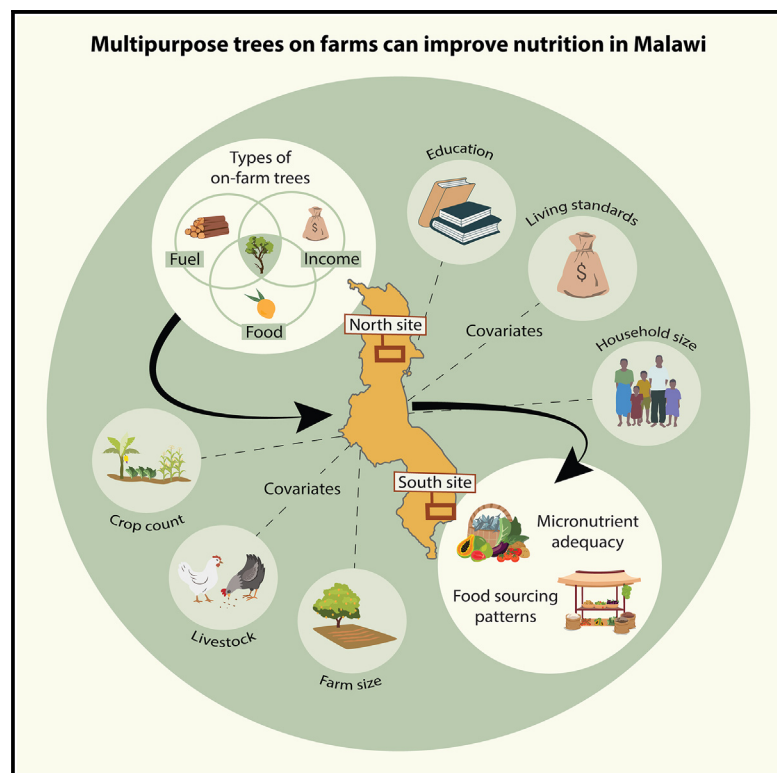 Multipurpose trees on farms can improve nutrition in Malawi
Types of
on-farm trees
Fuel
$
Income
Food
Education
Living standards
$
Covariates
Household size
North site
South site
Crop count
Covariates
Livestock
Farm size
Micronutrient
adequacy
Food sourcing
patterns